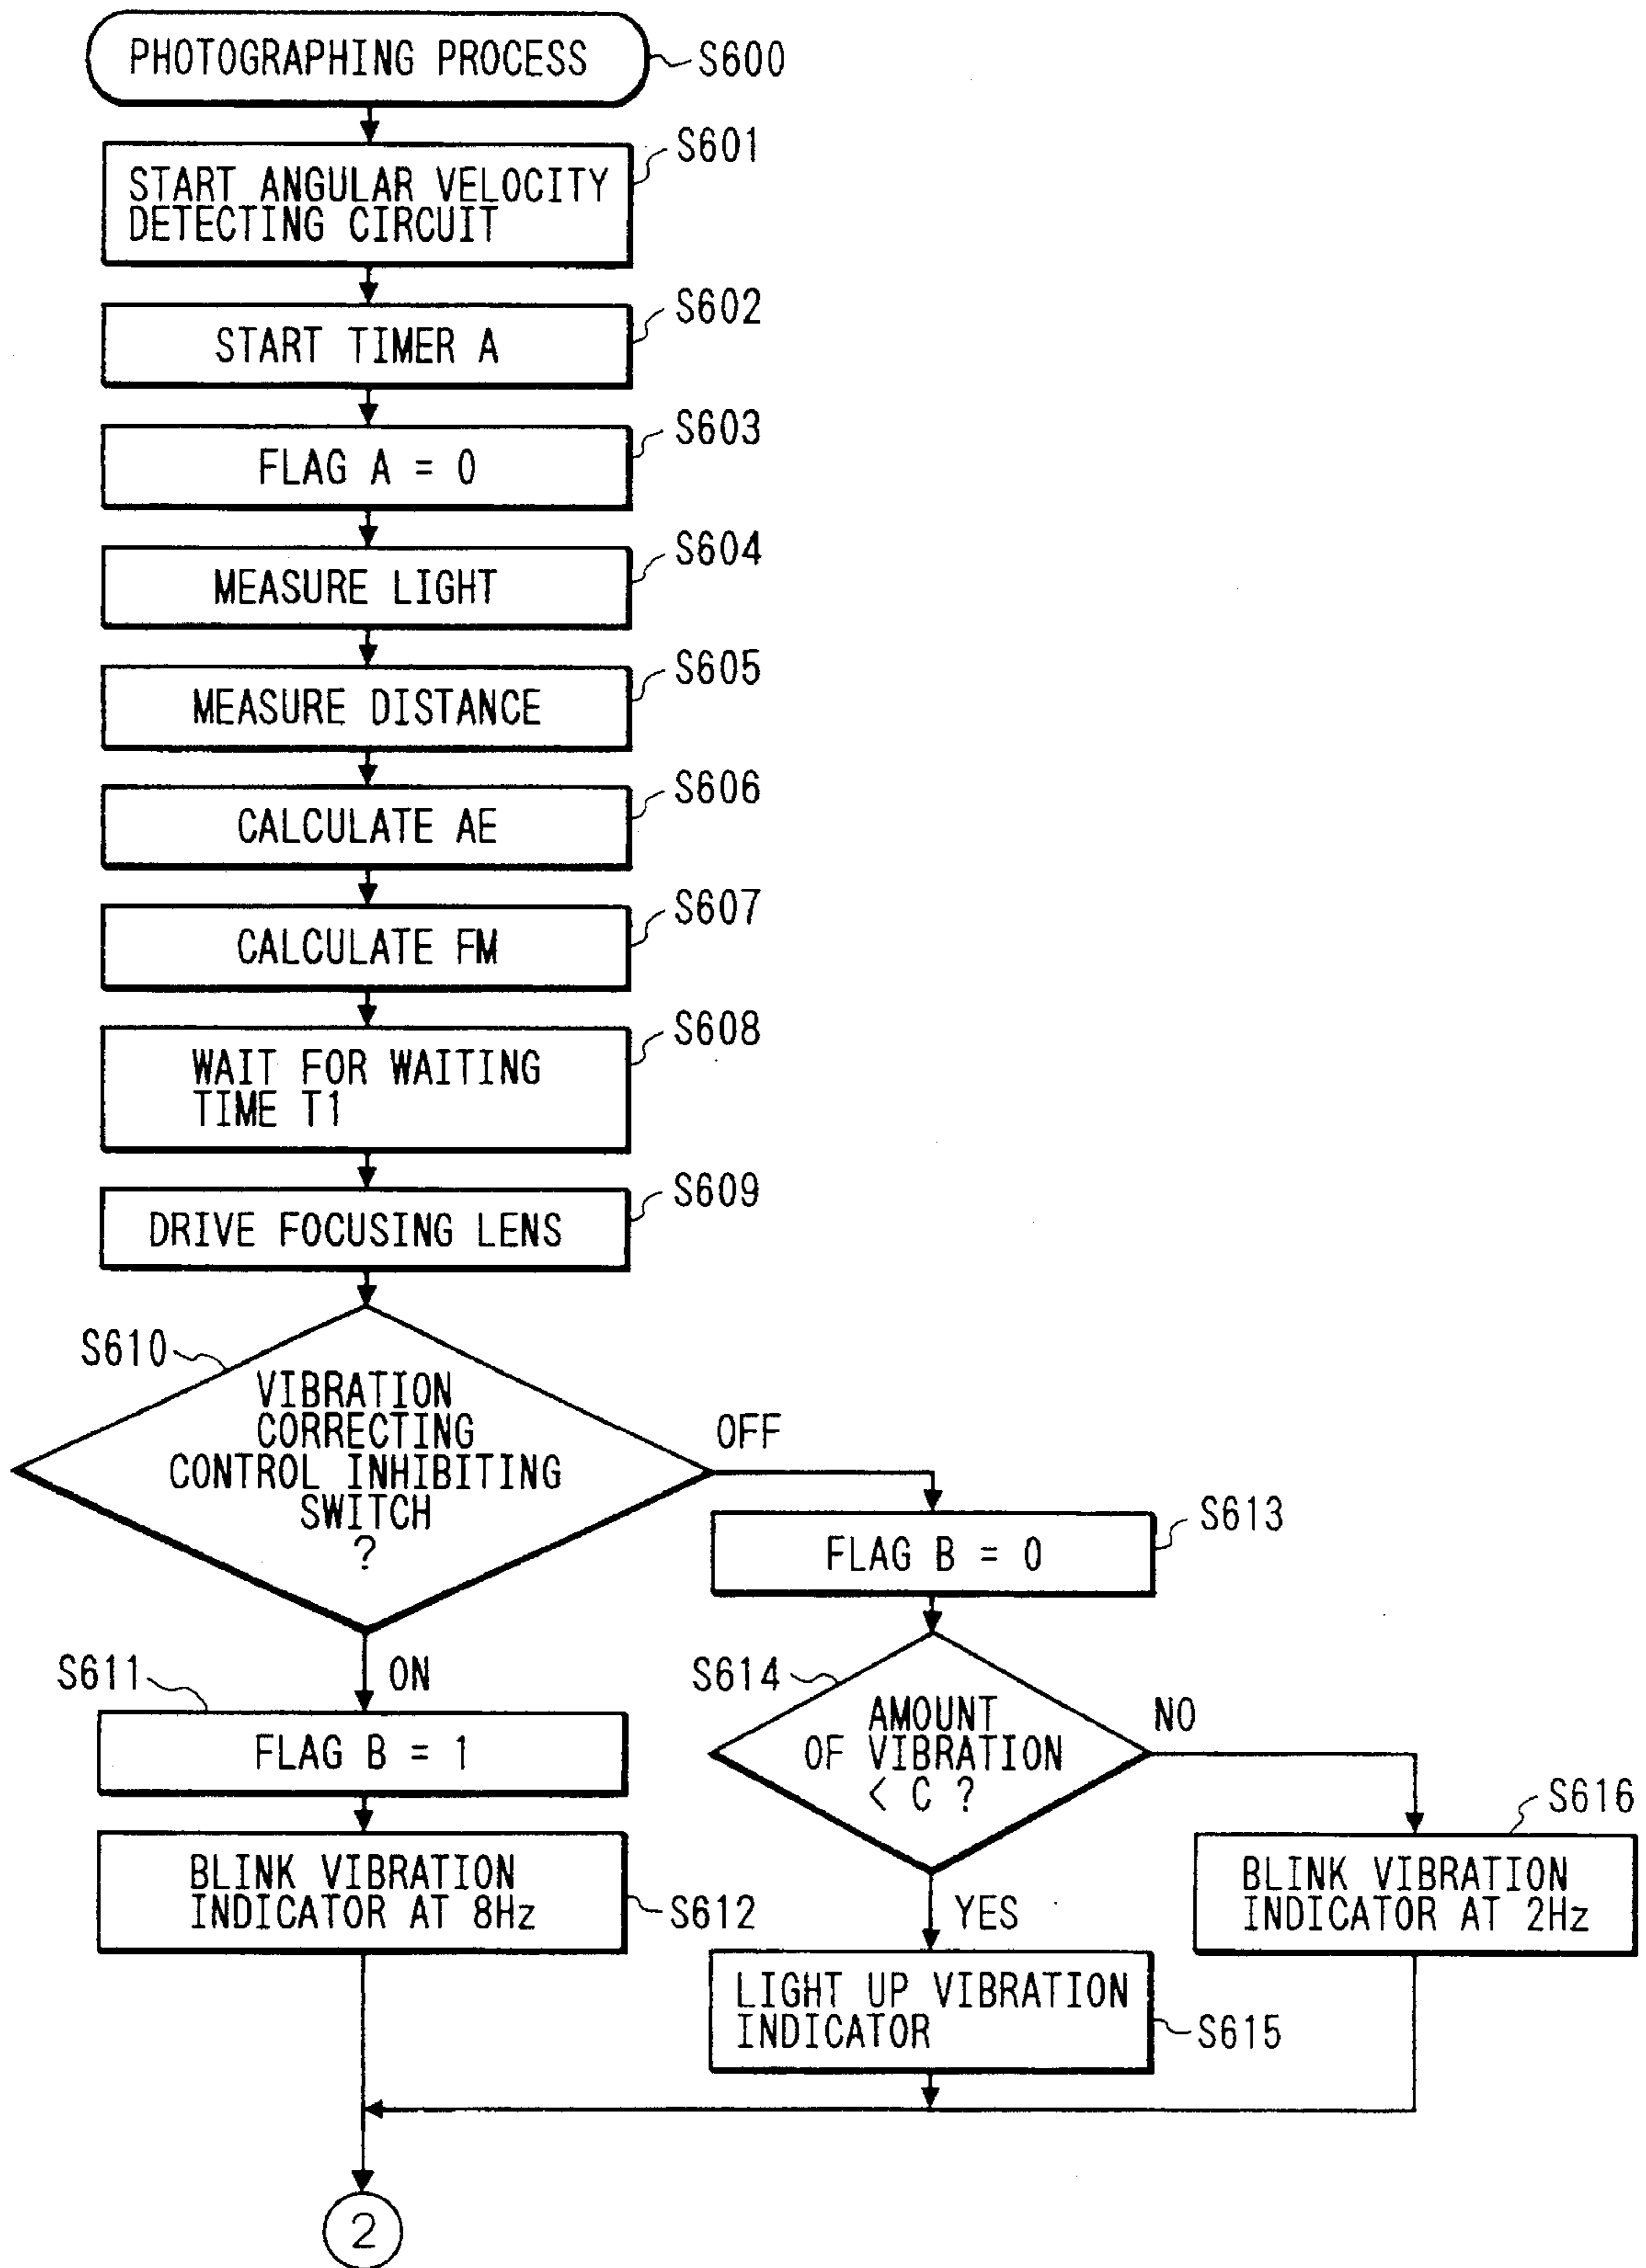 PHOTOGRAPHING PROCESS
S600
S601
START ANGULAR VELOCITY
DETECTING CIRCUIT
S602
START TIMER A
S603
FLAG A = 0
S604
MEASURE LIGHT
S605
MEASURE DISTANCE
S606
CALCULATE AE
S607
CALCULATE FM
S608
WAIT FOR WAITING
TIME T1
S609
DRIVE FOCUSING LENS
S610
VIBRATION
CORRECTING
CONTROL INHIBITING
SWITCH
?
OFF
ON
S611
FLAG B = 1
BLINK VIBRATION
INDICATOR AT 8Hz
S612
S613
FLAG B = 0
S614
AMOUNT
OF VIBRATION
< C ?
NO
YES
LIGHT UP VIBRATION
INDICATOR
S615
S616
BLINK VIBRATION
INDICATOR AT 2Hz
2